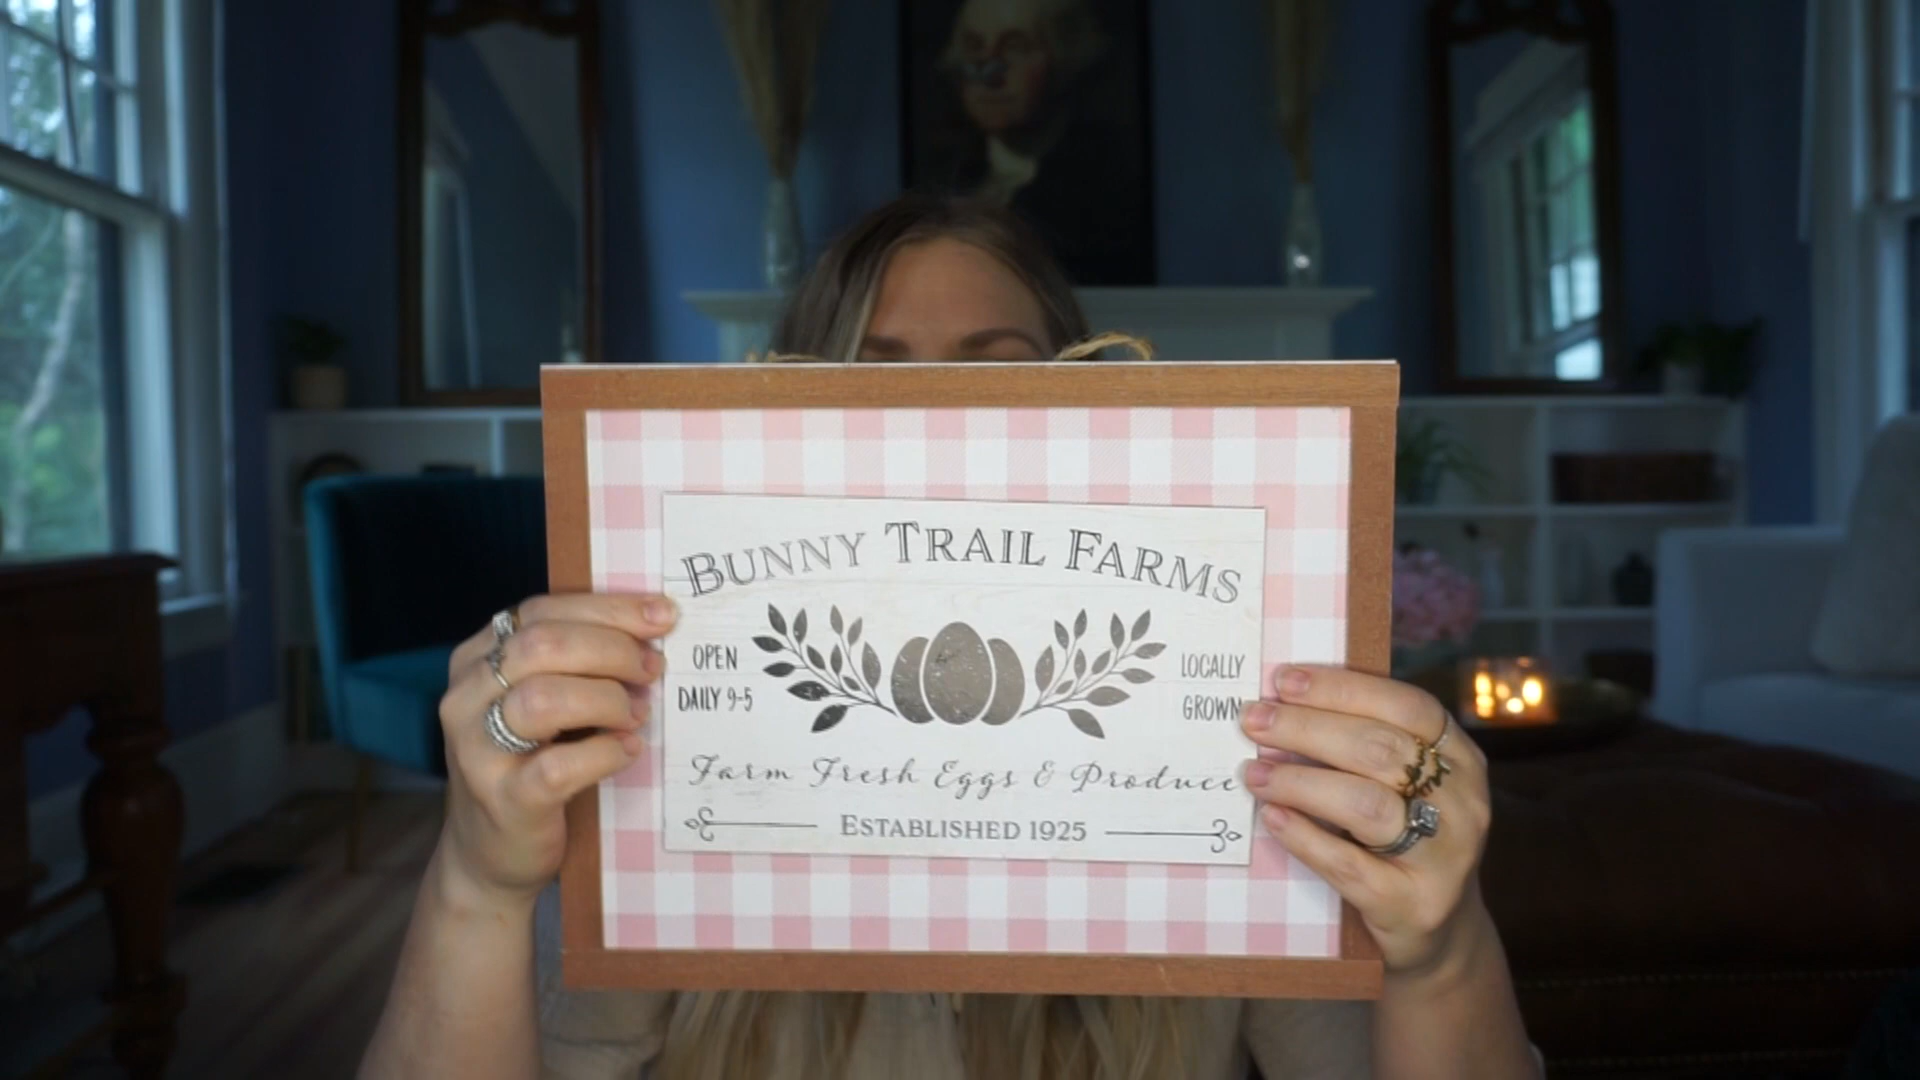 BUNNY TRAIL FARMS
OPEN
DAILY 9-5
LOCALLY
GROWN
Farm Fresh Eggs & Produce
ESTABLISHED 1925